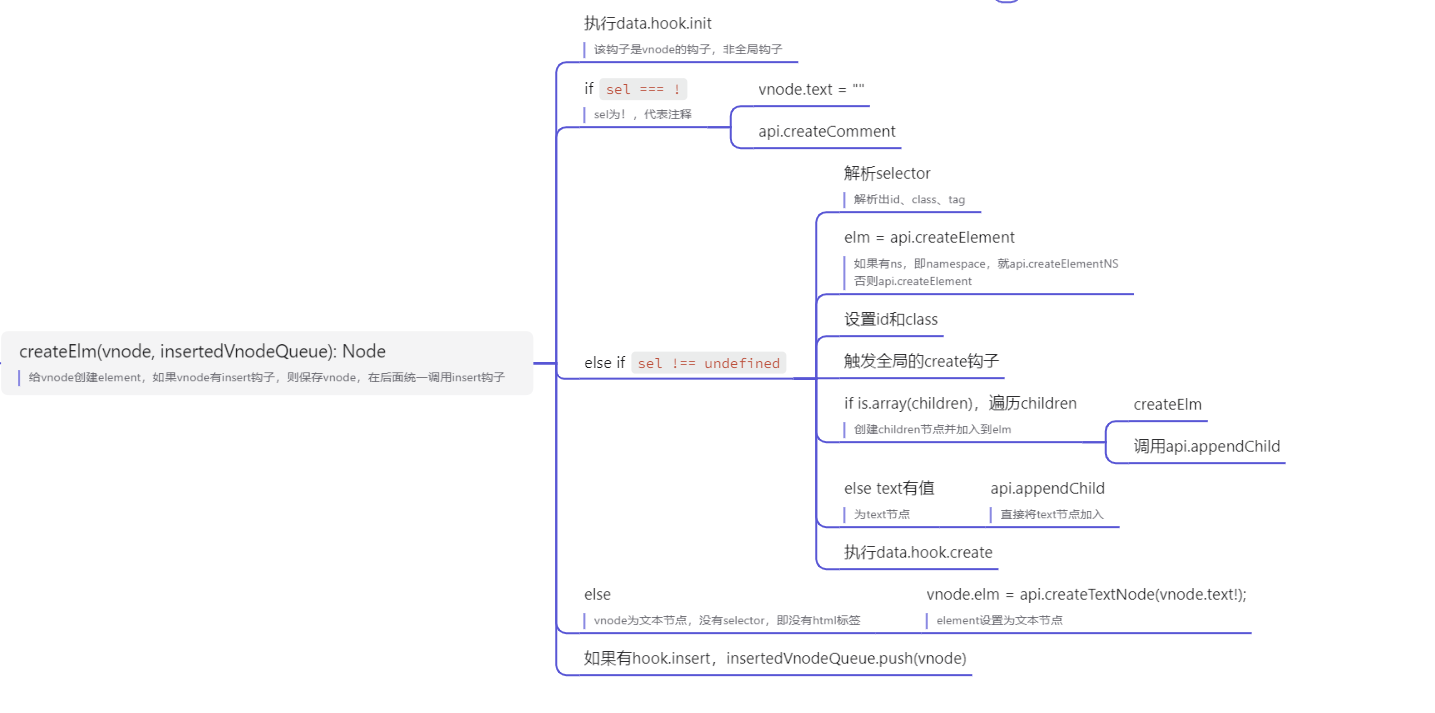 执行data.hook.init
该钩子是vnode的钩子，非全局钩子
if sel === !
sel为！，代表注释
vnode.text = ""
api.createComment
解析selector
解析出id、class、tag
elm = api.createElement
如果有ns，即namespace，就api.createElementNS
否则api.createElement
设置id和class
createElm(vnode, insertedVnodeQueue): Node
给vnode创建element，如果vnode有insert钩子，则保存vnode，在后面统一调用insert钩子
else if sel !== undefined
触发全局的create钩子
if is.array(children)，遍历children
创建children节点并加入到elm
createElm
调用api.appendChild
else text有值
为text节点
api.appendChild
直接将text节点加入
执行data.hook.create
else
vnode为文本节点，没有selector，即没有html标签
vnode.elm = api.createTextNode(vnode.text!);
element设置为文本节点
如果有hook.insert，insertedVnodeQueue.push(vnode)